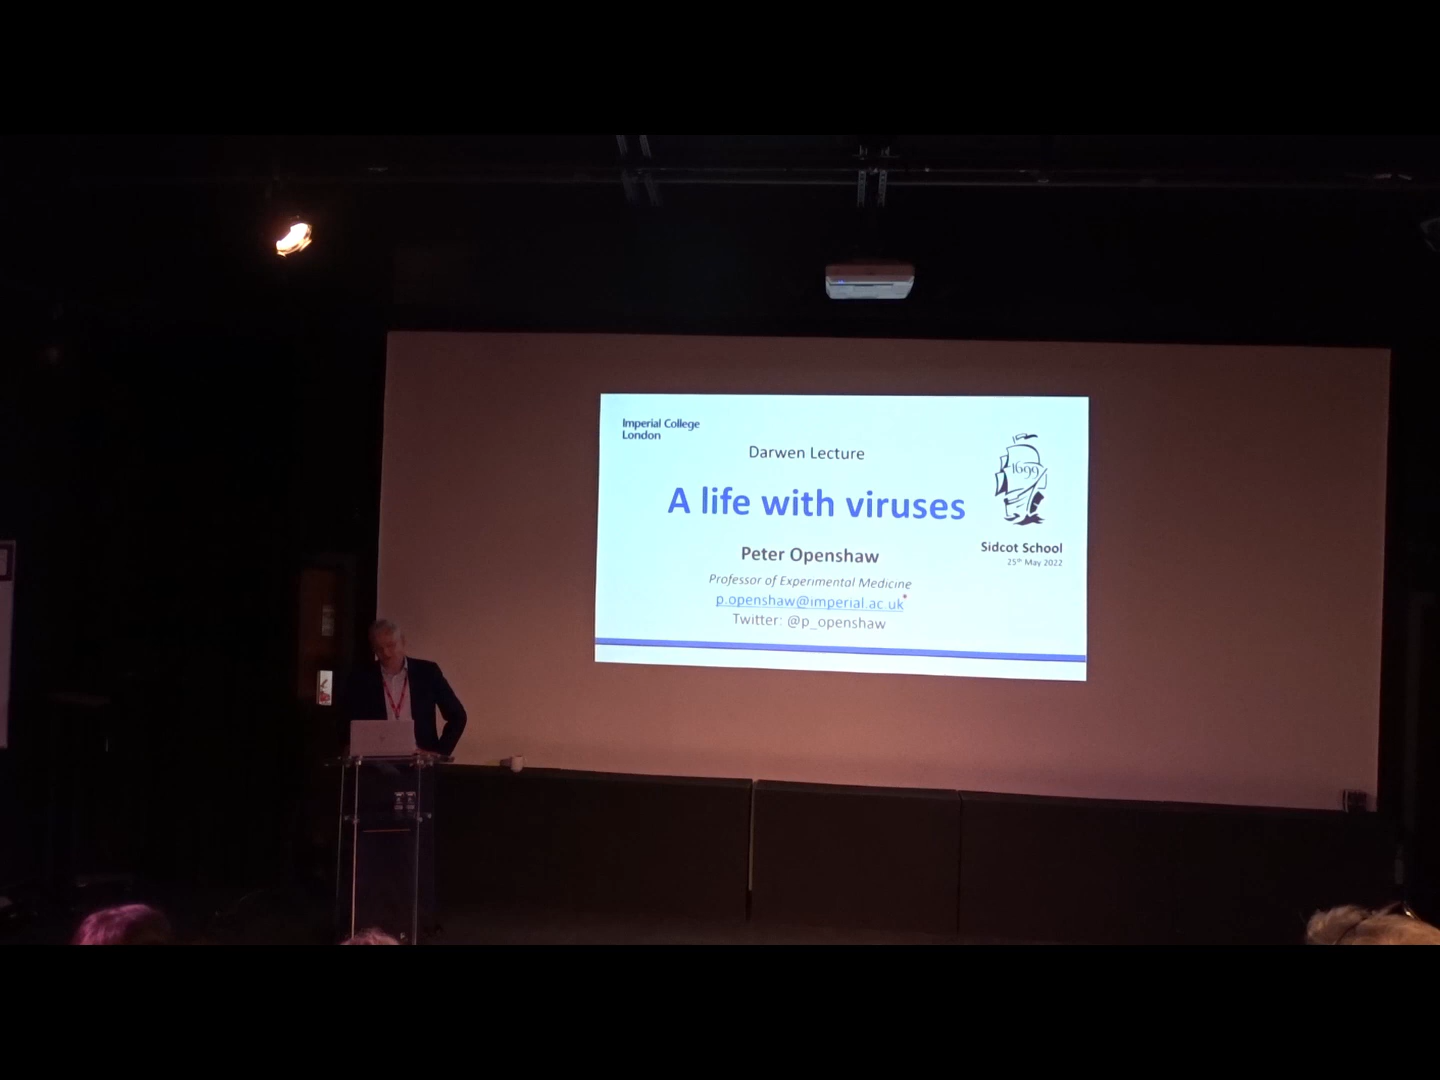 Imperial College
London
Darwen Lecture
1699
A life with viruses
Peter Openshaw
Sidcot School
25th May 2022
Professor of Experimental Medicine
p.openshaw@imperial.ac.uk
Twitter: @p_openshaw